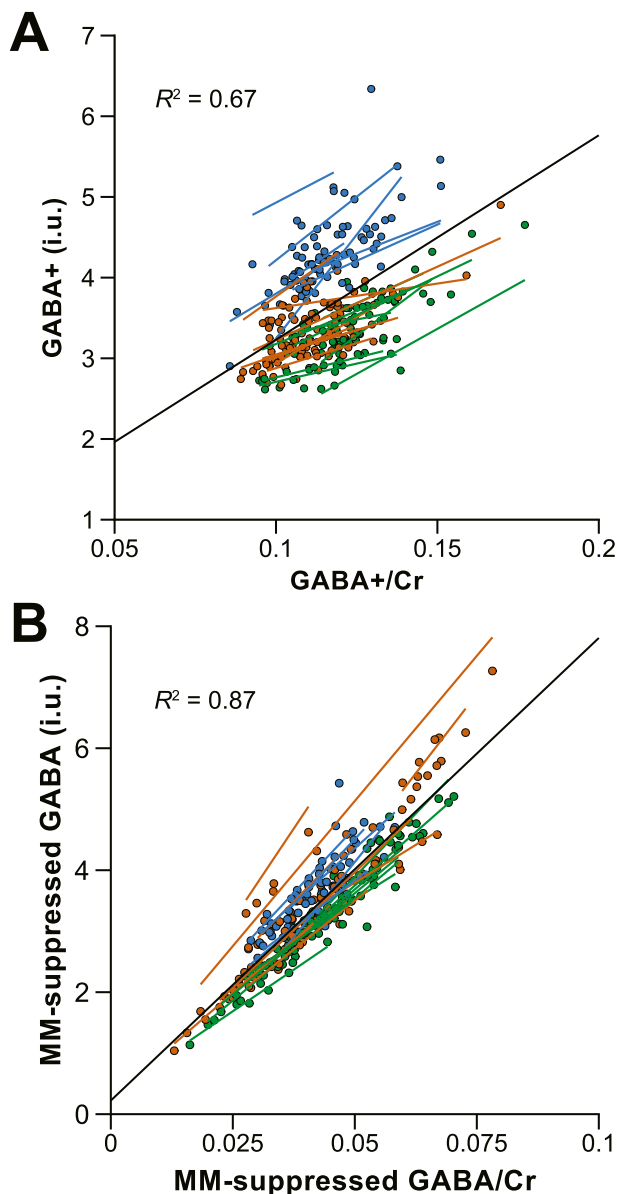 A
7
6
5
4
3
2
1
R² = 0.67
GABA+ (i.u.)
0.05
0.1
0.15
0.2
GABA+/Cr
B
8
6
4
2
0
R² = 0.87
MM-suppressed GABA (i.u.)
0
0.025
0.05
0.075
0.1
MM-suppressed GABA/Cr